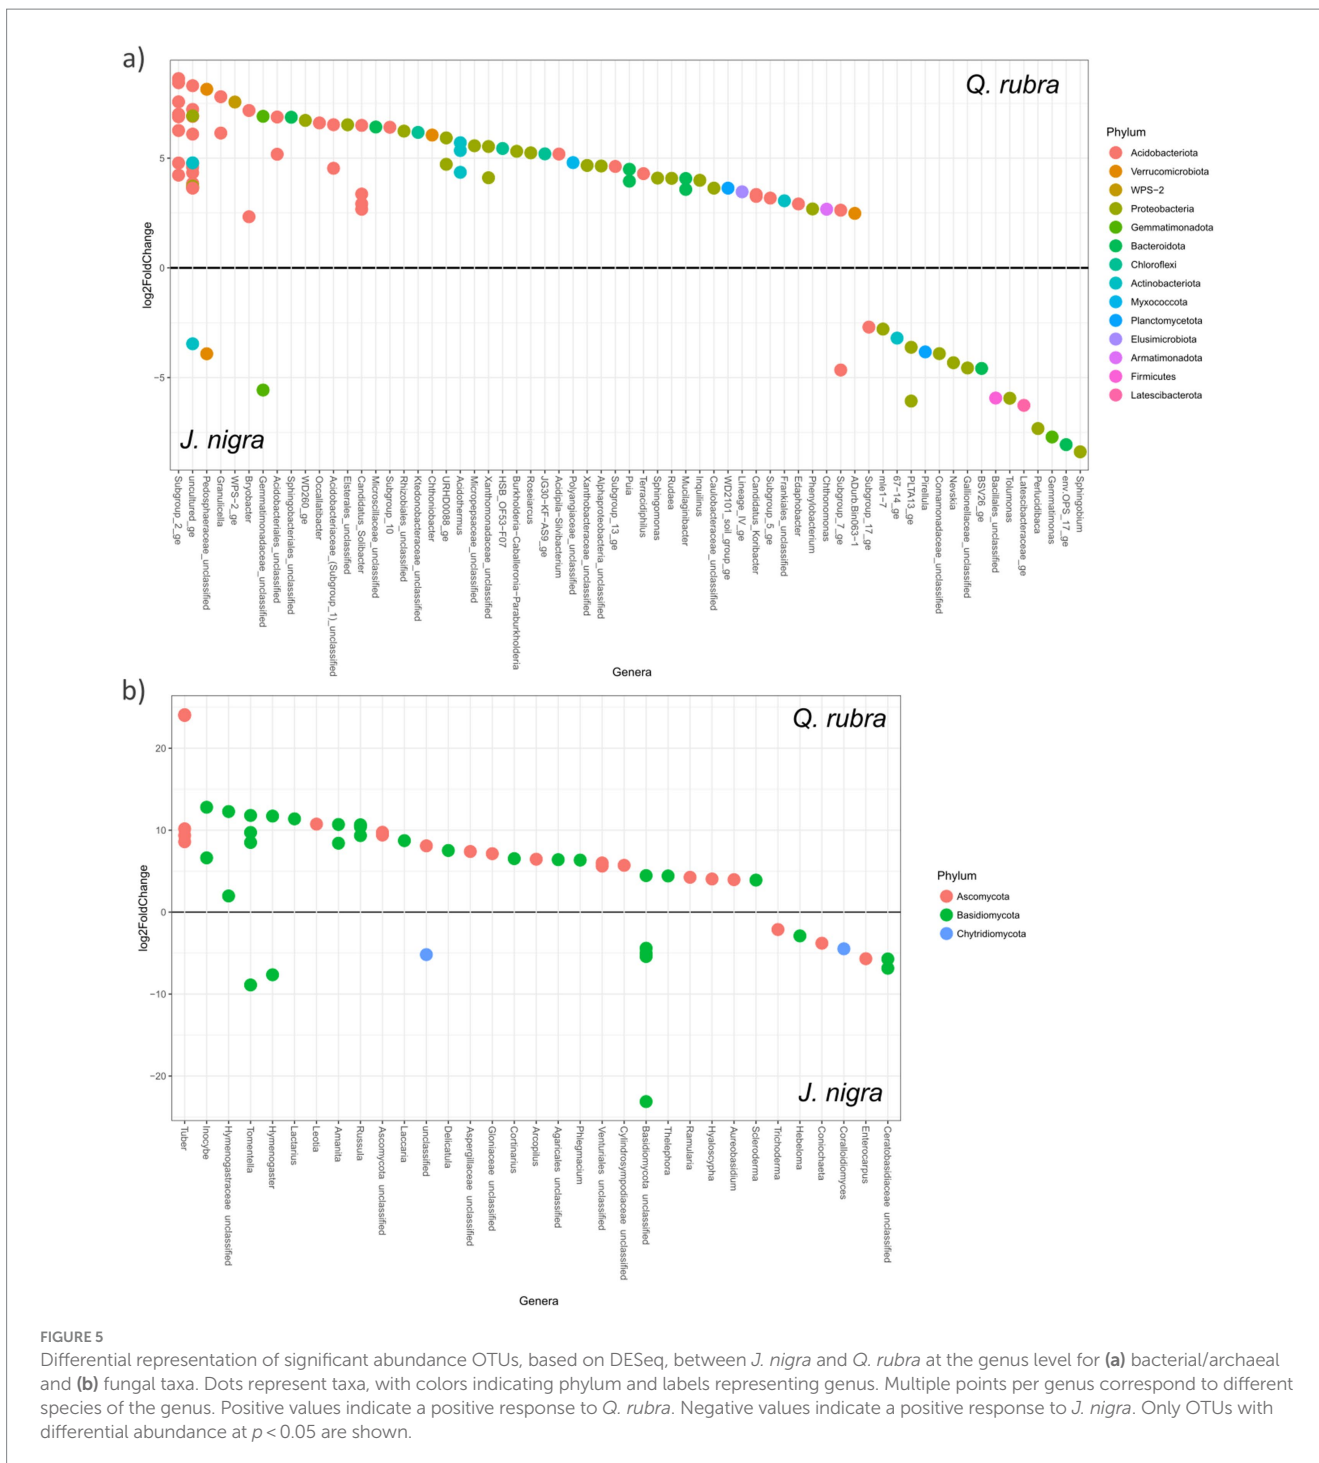 a)
Q. rubra
J. nigra
log2FoldChange
5
0
−5
Subgroup_2_ge
uncultured_ge
Pedosphaeraceae_unclassified
Granulicella
WPS−2_ge
Bryobacter
Gemmatimonadaceae_unclassified
Acidobacteriales_unclassified
Sphingobacteriales_unclassified
WD260_ge
Occallatibacter
Acidobacteriaceae_(Subgroup_1)_unclassified
Elsterales_unclassified
Candidatus_Solibacter
Microscillaceae_unclassified
Subgroup_10
Rhizobiales_unclassified
Ktedonobacteraceae_unclassified
Chthoniobacter
URHD0088_ge
Acidothermus
Micropepsaceae_unclassified
Xanthomonadaceae_unclassified
HSB_OF53−F07
Burkholderia−Caballeronia−Paraburkholderia
Roseiarcus
JG30−KF−AS9_ge
Acidipila−Silvibacterium
Polyangiaceae_unclassified
Xanthobacteraceae_unclassified
Alphaproteobacteria_unclassified
Subgroup_13_ge
Puia
Terracidiphilus
Sphingomonas
Rudaea
Mucilaginibacter
Inquilinus
Caulobacteraceae_unclassified
WD2101_soil_group_ge
Lineage_IV_ge
Candidatus_Koribacter
Subgroup_5_ge
Frankiales_unclassified
Edaphobacter
Phenylobacterium
Chthonomonas
Subgroup_7_ge
ADurb.Bin063−1
Subgroup_17_ge
mle1−7
67−14_ge
PLTA13_ge
Pirellula
Comamonadaceae_unclassified
Nevskia
Gallionellaceae_unclassified
BSV26_ge
Bacillales_unclassified
Tolumonas
Latescibacteraceae_ge
Perlucidibaca
Gemmatimonas
env.OPS_17_ge
Sphingobium
Genera
Phylum
Acidobacteriota
Verrucomicrobiota
WPS−2
Proteobacteria
Gemmatimonadota
Bacteroidota
Chloroflexi
Actinobacteriota
Myxococcota
Planctomycetota
Elusimicrobiota
Armatimonadota
Firmicutes
Latescibacterota
b)
Q. rubra
J. nigra
log2FoldChange
20
10
0
−10
−20
Tuber
Inocybe
Hymenogastraceae unclassified
Tomentella
Hymenogaster
Lactarius
Leotia
Amanita
Russula
Ascomycota unclassified
Laccaria
unclassified
Delicatula
Aspergillaceae unclassified
Gloniaceae unclassified
Cortinarius
Arcopilus
Agaricales unclassified
Phlegmacium
Venturiales unclassified
Cylindrosympodiaceae unclassified
Basidiomycota unclassified
Thelephora
Ramularia
Hyaloscypha
Aureobasidium
Scleroderma
Trichoderma
Hebeloma
Coniochaeta
Coralloidiomyces
Enterocarpus
Ceratobasidiaceae unclassified
Genera
Phylum
Ascomycota
Basidiomycota
Chytridiomycota
FIGURE 5
Differential representation of significant abundance OTUs, based on DESeq, between J. nigra and Q. rubra at the genus level for (a) bacterial/archaeal
and (b) fungal taxa. Dots represent taxa, with colors indicating phylum and labels representing genus. Multiple points per genus correspond to different
species of the genus. Positive values indicate a positive response to Q. rubra. Negative values indicate a positive response to J. nigra. Only OTUs with
differential abundance at p < 0.05 are shown.